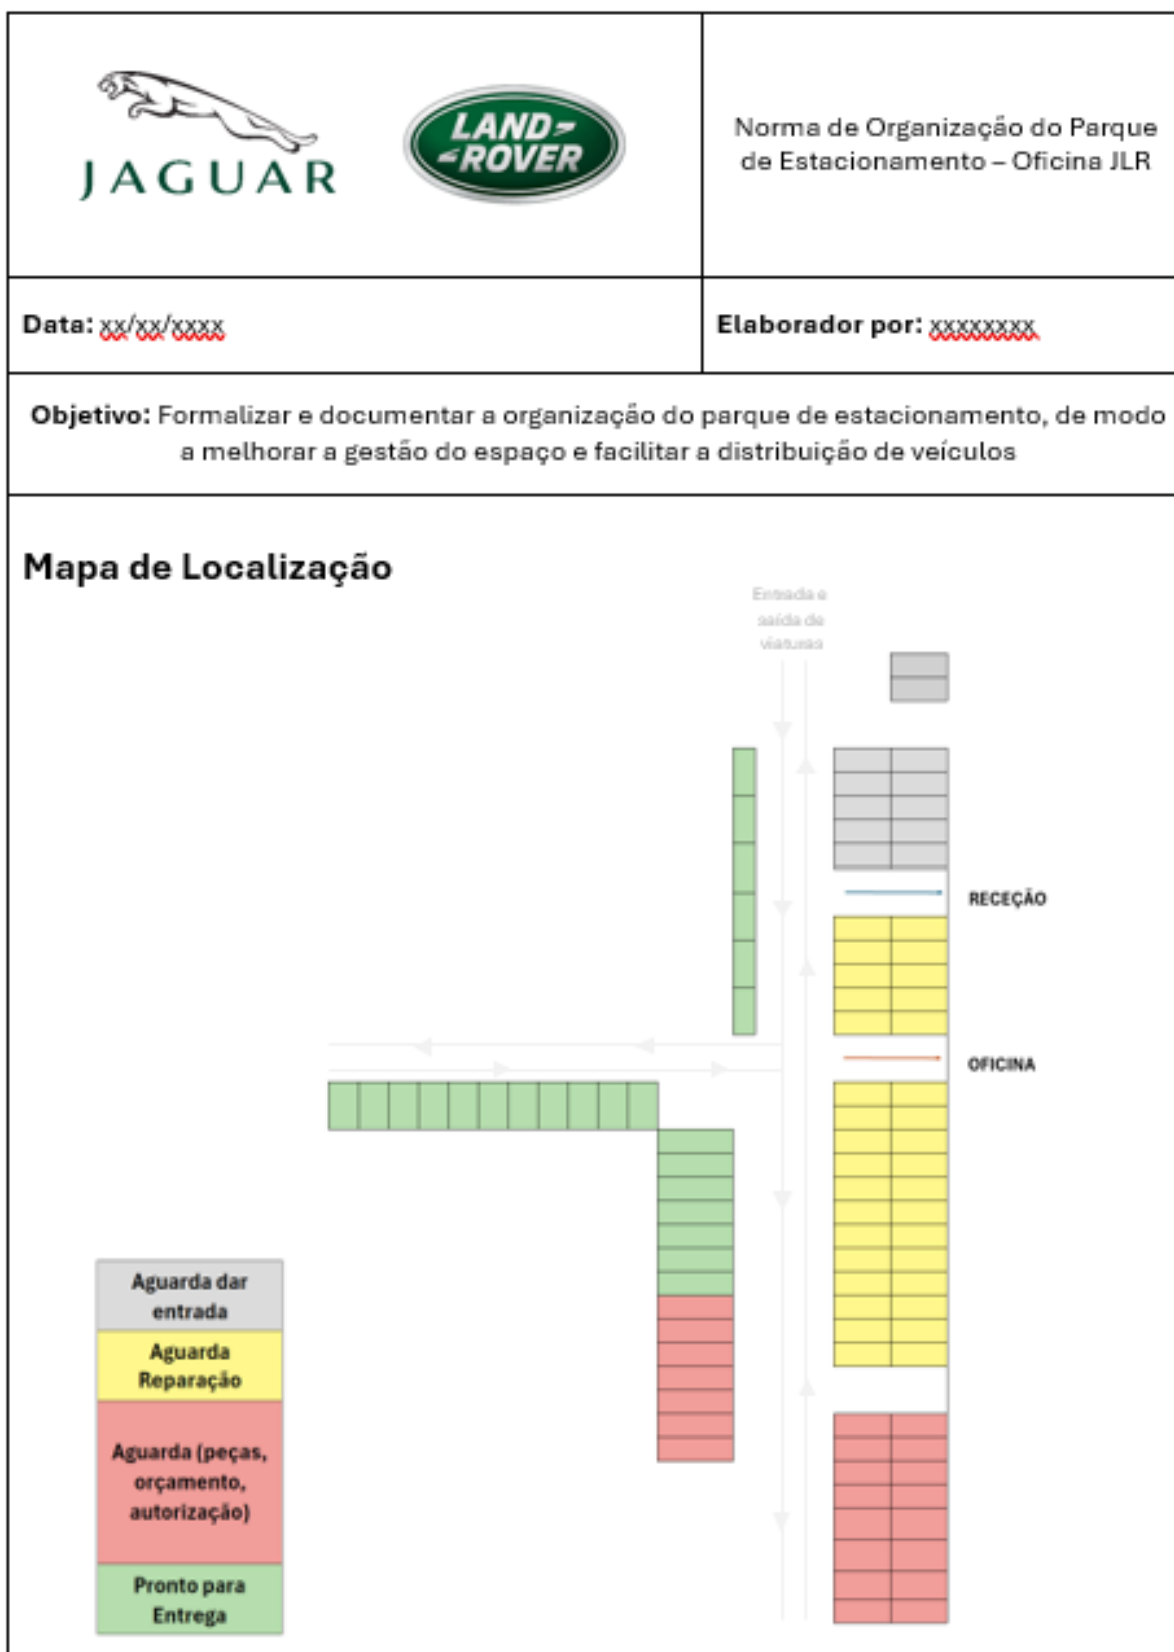 JAGUAR
LAND-
-ROVER
Norma de Organização do Parque
de Estacionamento – Oficina JLR
Data: xx/xx/xxxx
Elaborador por: xxxxxxxx
Objetivo: Formalizar e documentar a organização do parque de estacionamento, de modo
a melhorar a gestão do espaço e facilitar a distribuição de veículos
Mapa de Localização
Entrada e
saída de
viaturas
RECEÇÃO
OFICINA
Aguarda dar
entrada
Aguarda
Reparação
Aguarda (peças,
orçamento,
autorização)
Pronto para
Entrega